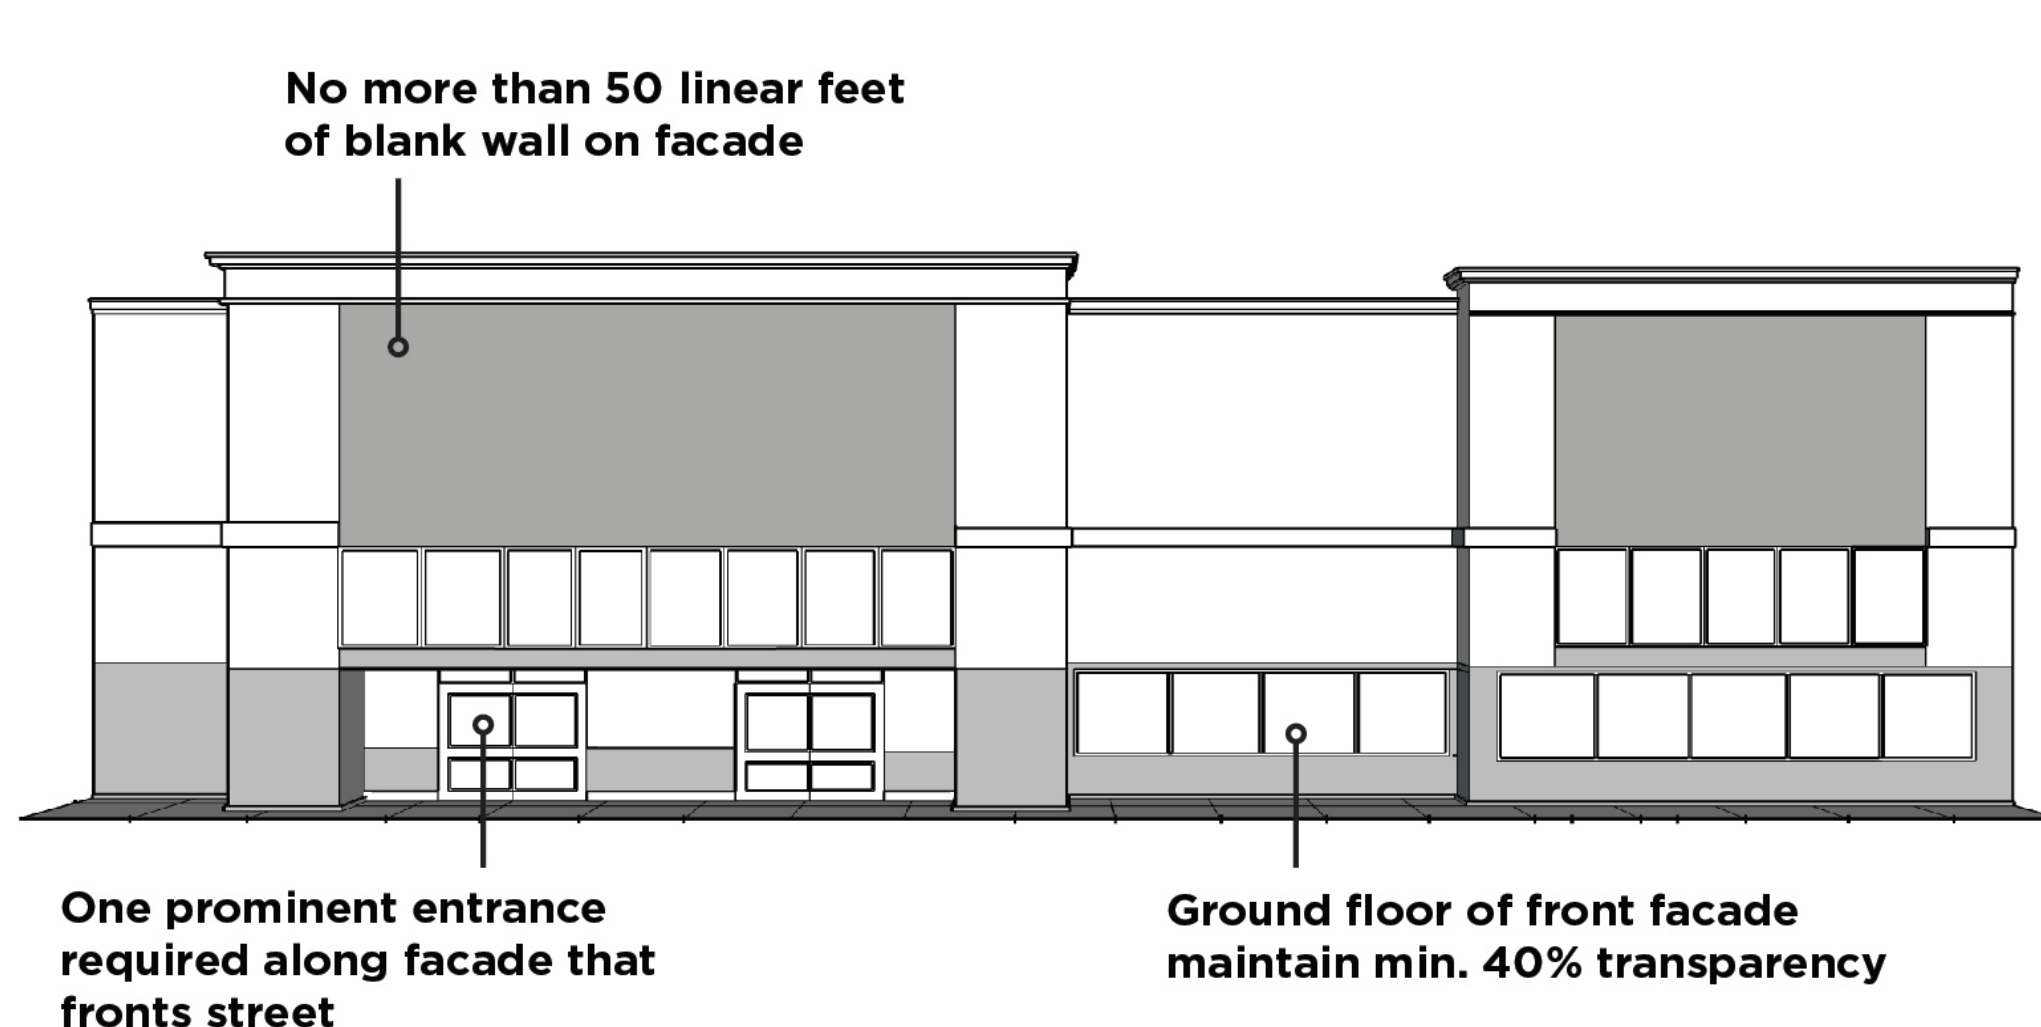 No more than 50 linear feet
of blank wall on facade
One prominent entrance
required along facade that
fronts street
Ground floor of front facade
maintain min. 40% transparency